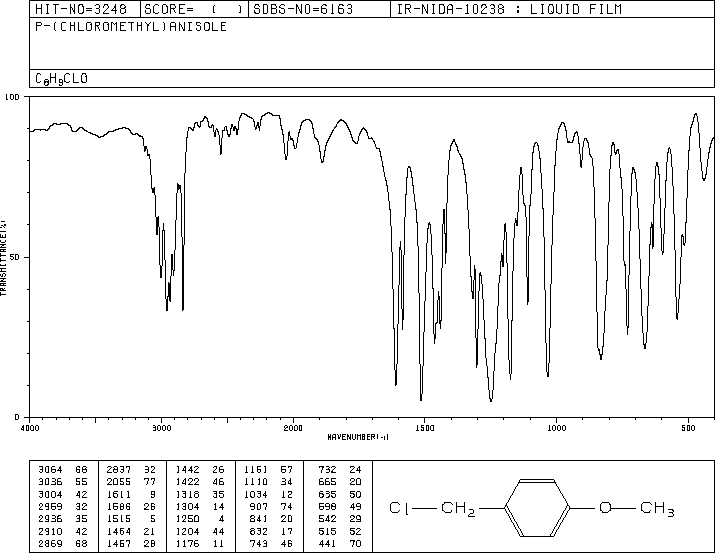 HIT-NO=3248 SCORE= ( ) SDBS-NO=6163 IR-NIDA-10238 : LIQUID FILM
P-(CHLOROMETHYL)ANISOLE
C8H9CLO
100
50
0
TRANSMITTANCE(%)
4000 3000 2000 1500 1000 500
WAVENUMBER(-1)
3064 68 2837 32 1442 26 1161 57 732 24
3036 55 2055 77 1422 46 1110 34 665 20
3004 42 1611 9 1318 35 1034 12 635 50
2959 32 1586 26 1304 14 907 74 598 49
2936 35 1515 5 1250 4 841 20 542 29
2910 42 1464 21 1204 44 832 17 515 52
2869 68 1457 28 1176 11 743 46 441 70
Cl CH2 O CH3